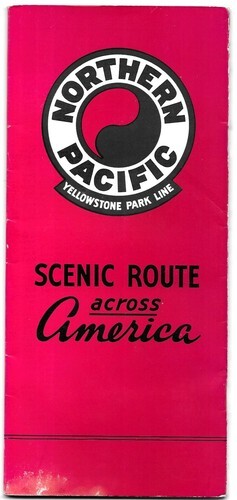 NORTHERN
PACIFIC
YELLOWSTONE PARK LINE
SCENIC ROUTE
across
America